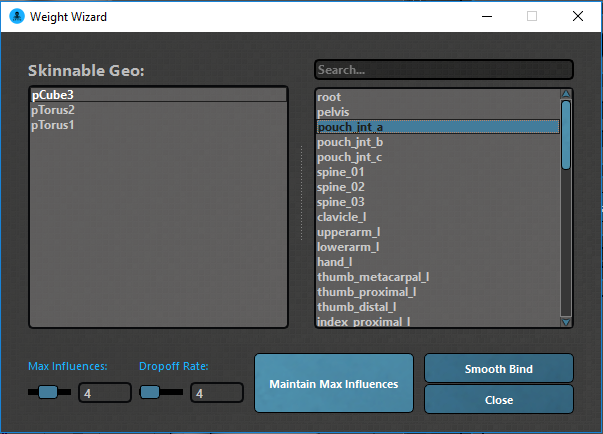 Weight Wizard
Skinnable Geo:
pCube3
pTorus2
pTorus1
Search...
root
pelvis
pouch_jnt_a
pouch_jnt_b
pouch_jnt_c
spine_01
spine_02
spine_03
clavicle_l
upperarm_l
lowerarm_l
hand_l
thumb_metacarpal_l
thumb_proximal_l
thumb_distal_l
index_proximal_l
Max Influences:
4
Dropoff Rate:
4
Maintain Max Influences
Smooth Bind
Close